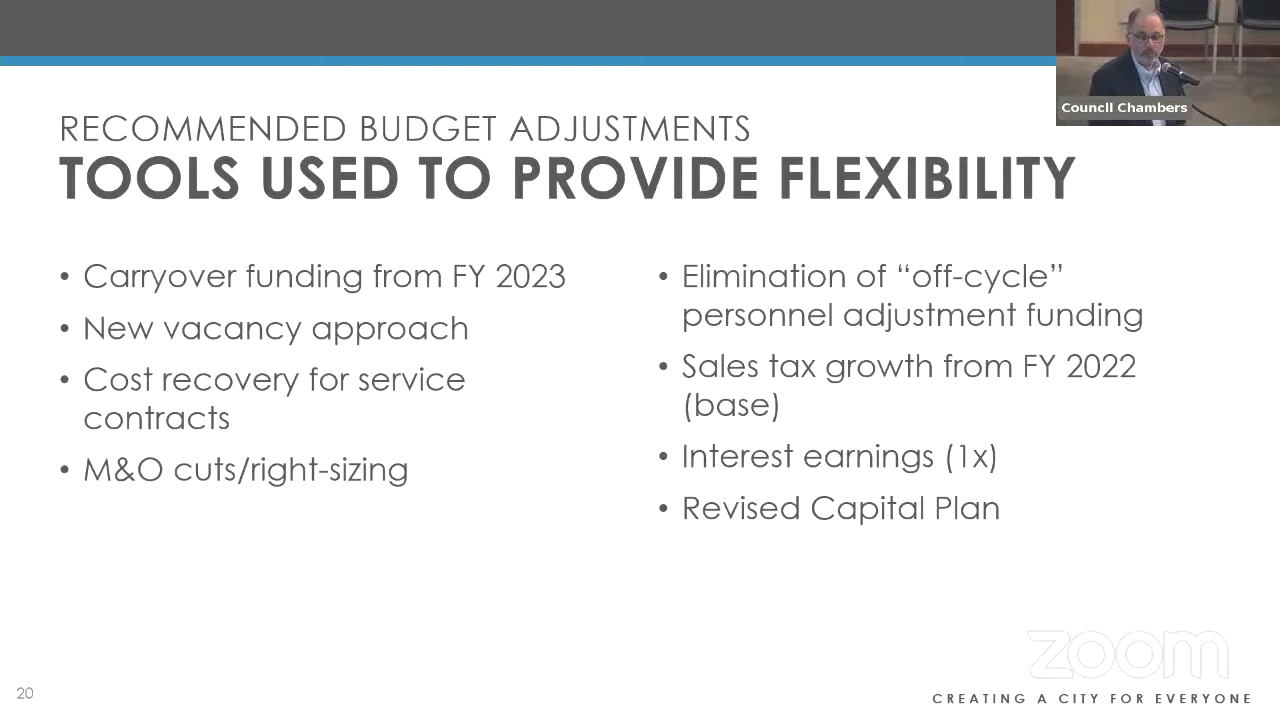 Council Chambers
RECOMMENDED BUDGET ADJUSTMENTS
TOOLS USED TO PROVIDE FLEXIBILITY
• Carryover funding from FY 2023
• New vacancy approach
• Cost recovery for service
contracts
• M&O cuts/right-sizing
• Elimination of “off-cycle”
personnel adjustment funding
• Sales tax growth from FY 2022
(base)
• Interest earnings (1x)
• Revised Capital Plan
zoom
20
CREATING A CITY FOR EVERYONE